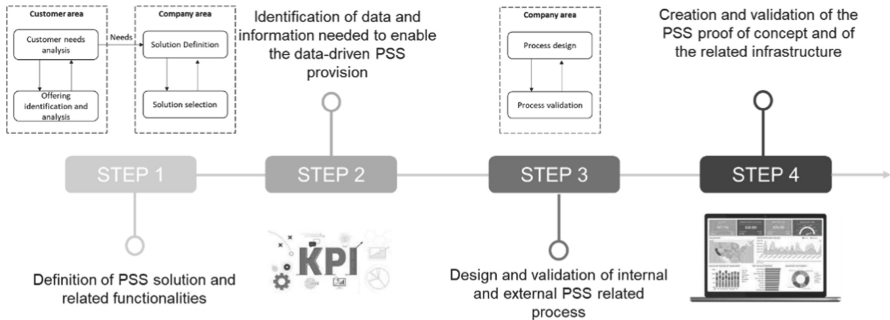 Customer area
Customer needs
analysis
Offering
identification and
analysis
Needs
Company area
Solution Definition
Solution selection
Identification of data and
information needed to enable
the data-driven PSS
provision
Company area
Process design
Process validation
Creation and validation of the
PSS proof of concept and of
the related infrastructure
STEP 1
STEP 2
STEP 3
STEP 4
Definition of PSS solution and
related functionalities
KPI
Design and validation of internal
and external PSS related
process